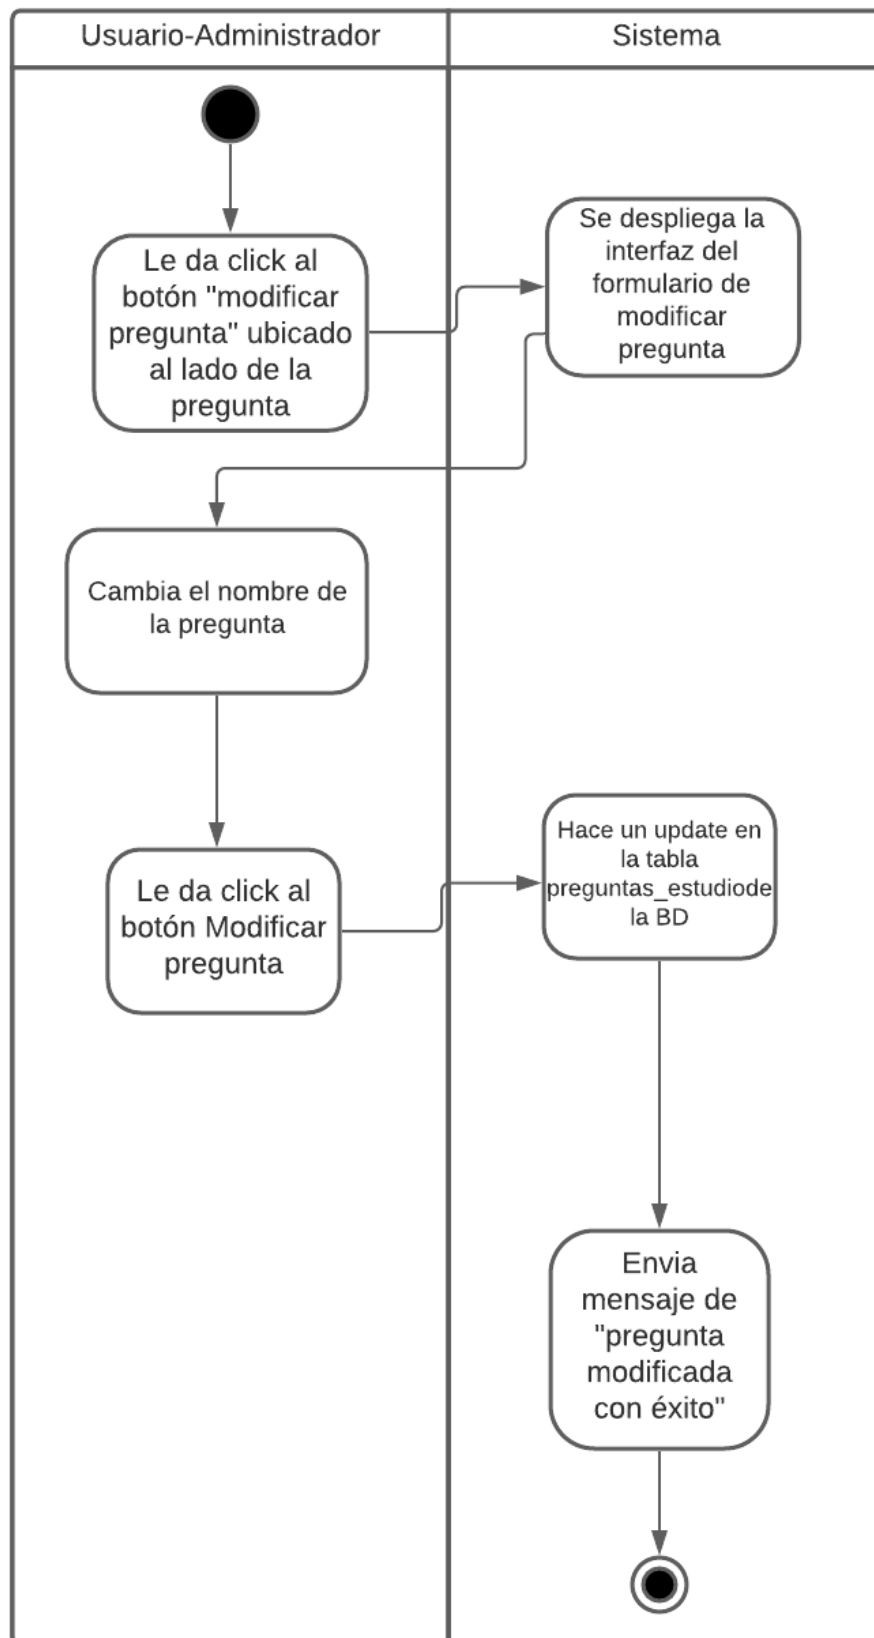 Usuario-Administrador
Sistema
Le da click al
botón "modificar
pregunta" ubicado
al lado de la
pregunta
Se despliega la
interfaz del
formulario de
modificar
pregunta
Cambia el nombre de
la pregunta
Le da click al
botón Modificar
pregunta
Hace un update en
la tabla
preguntas_estudiode
la BD
Envia
mensaje de
"pregunta
modificada
con éxito"